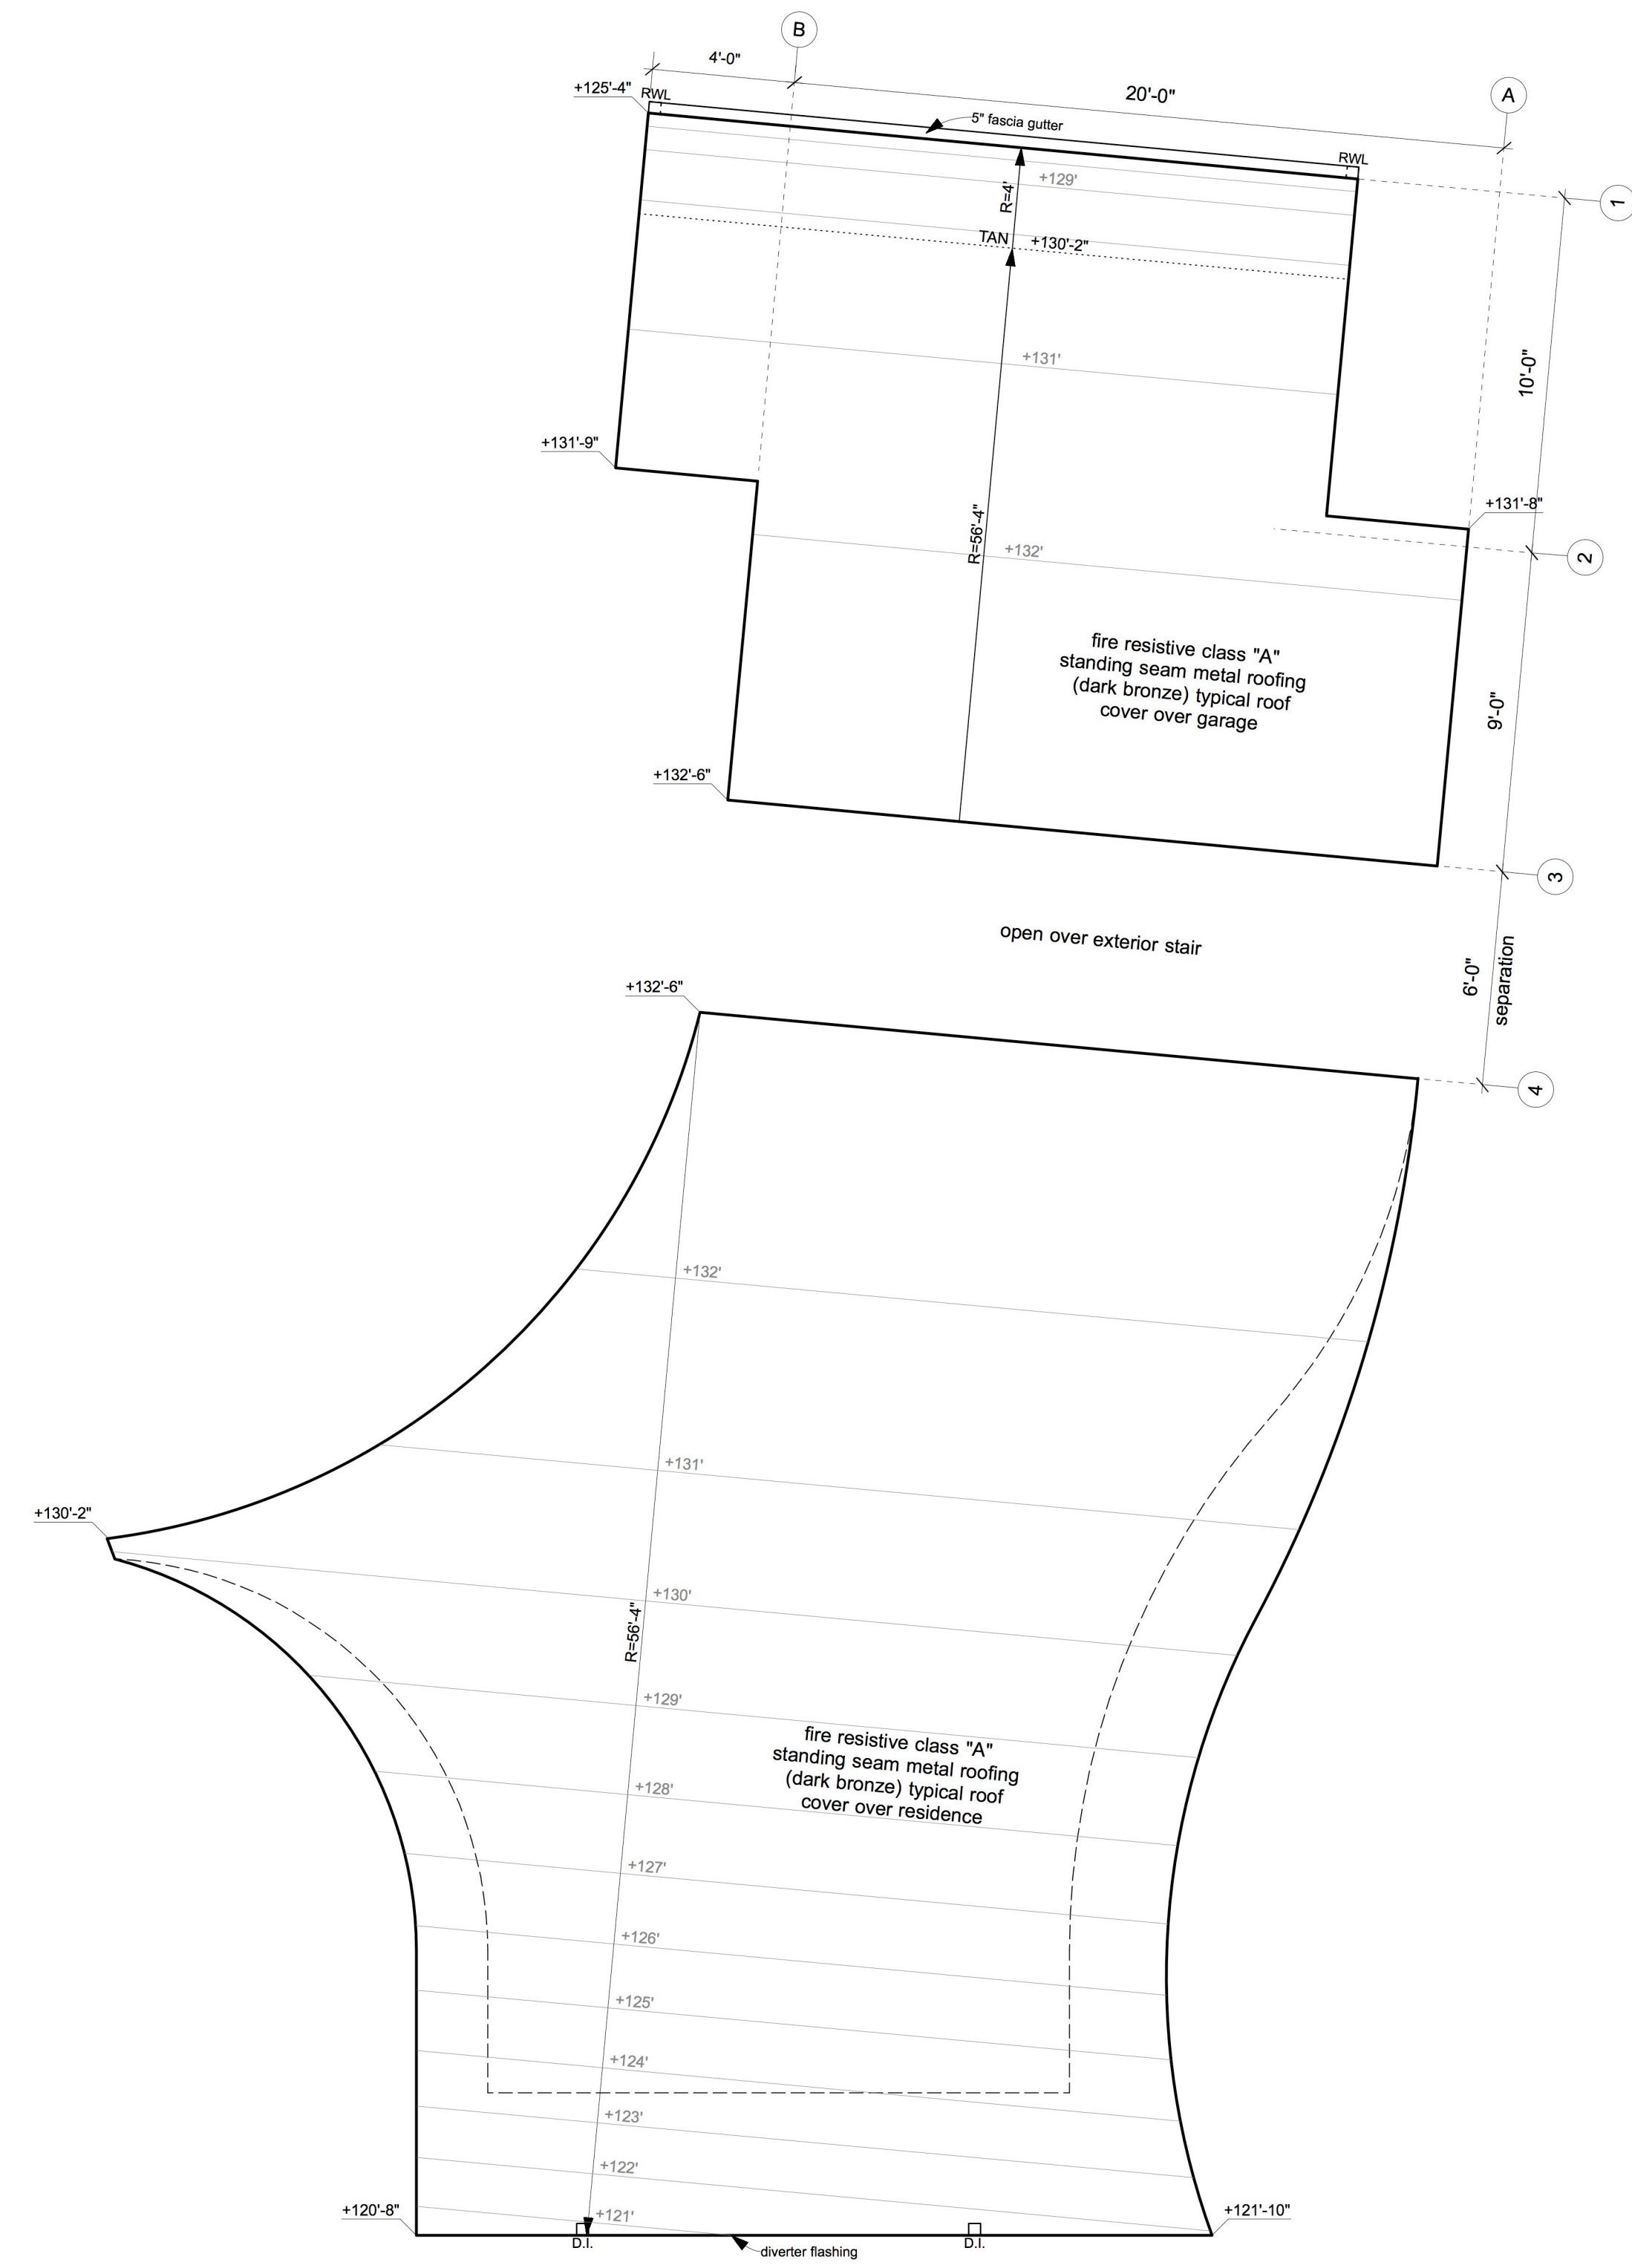 B
4'-0"
20'-0"
A
+125'-4"
RWL
5" fascia gutter
RWL
+129'
R=4'
1
TAN
+130'-2"
+131'
10'-0"
+131'-9"
+131'-8"
R=56'-4"
+132'
2
fire resistive class "A"
standing seam metal roofing
(dark bronze) typical roof
cover over garage
9'-0"
+132'-6"
3
open over exterior stair
6'-0"
separation
+132'-6"
4
+132'
+131'
+130'-2"
+130'
R=56'-4"
+129'
fire resistive class "A"
standing seam metal roofing
(dark bronze) typical roof
cover over residence
+128'
+127'
+126'
+125'
+124'
+123'
+122'
+120'-8"
+121'
+121'-10"
D.I.
D.I.
diverter flashing